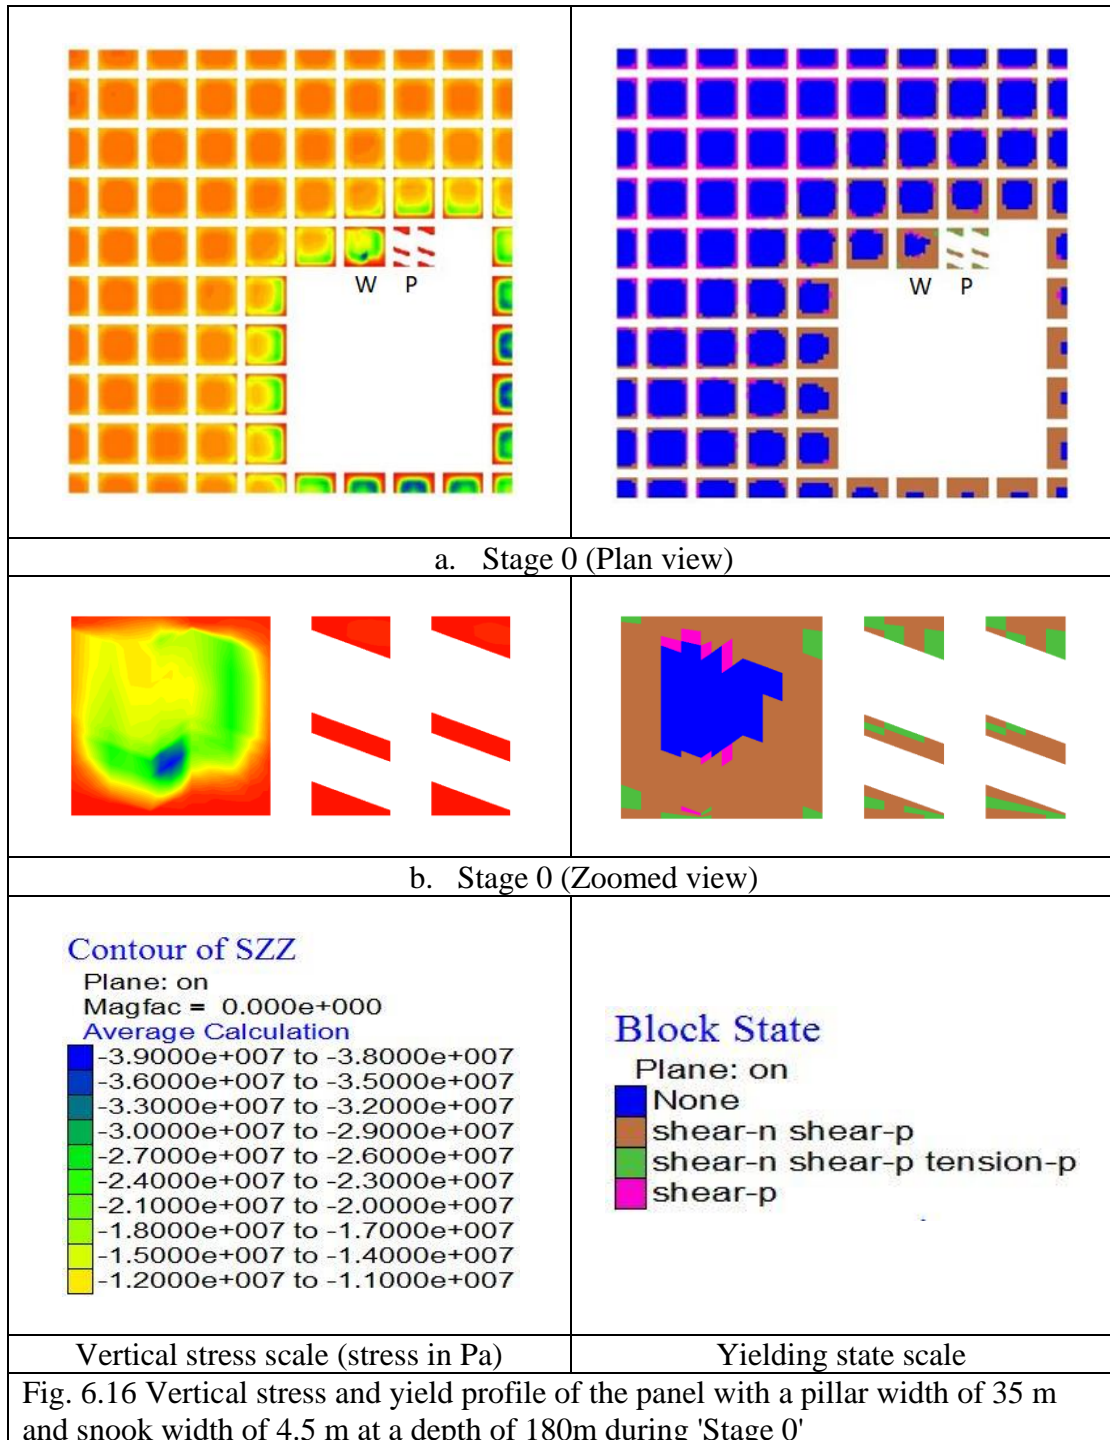 W P
W P
a. Stage 0 (Plan view)
b. Stage 0 (Zoomed view)
Contour of SZZ
Plane: on
Magfac = 0.000e+000
Average Calculation
-3.9000e+007 to -3.8000e+007
-3.6000e+007 to -3.5000e+007
-3.3000e+007 to -3.2000e+007
-3.0000e+007 to -2.9000e+007
-2.7000e+007 to -2.6000e+007
-2.4000e+007 to -2.3000e+007
-2.1000e+007 to -2.0000e+007
-1.8000e+007 to -1.7000e+007
-1.5000e+007 to -1.4000e+007
-1.2000e+007 to -1.1000e+007
Block State
Plane: on
None
shear-n shear-p
shear-n shear-p tension-p
shear-p
Vertical stress scale (stress in Pa)
Yielding state scale
Fig. 6.16 Vertical stress and yield profile of the panel with a pillar width of 35 m
and snook width of 4.5 m at a depth of 180m during 'Stage 0'